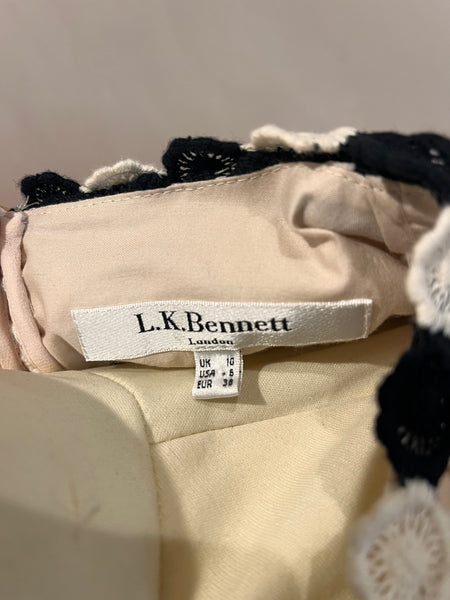 L.K.Bennett
London
UK 10
USA - 6
EUR 38